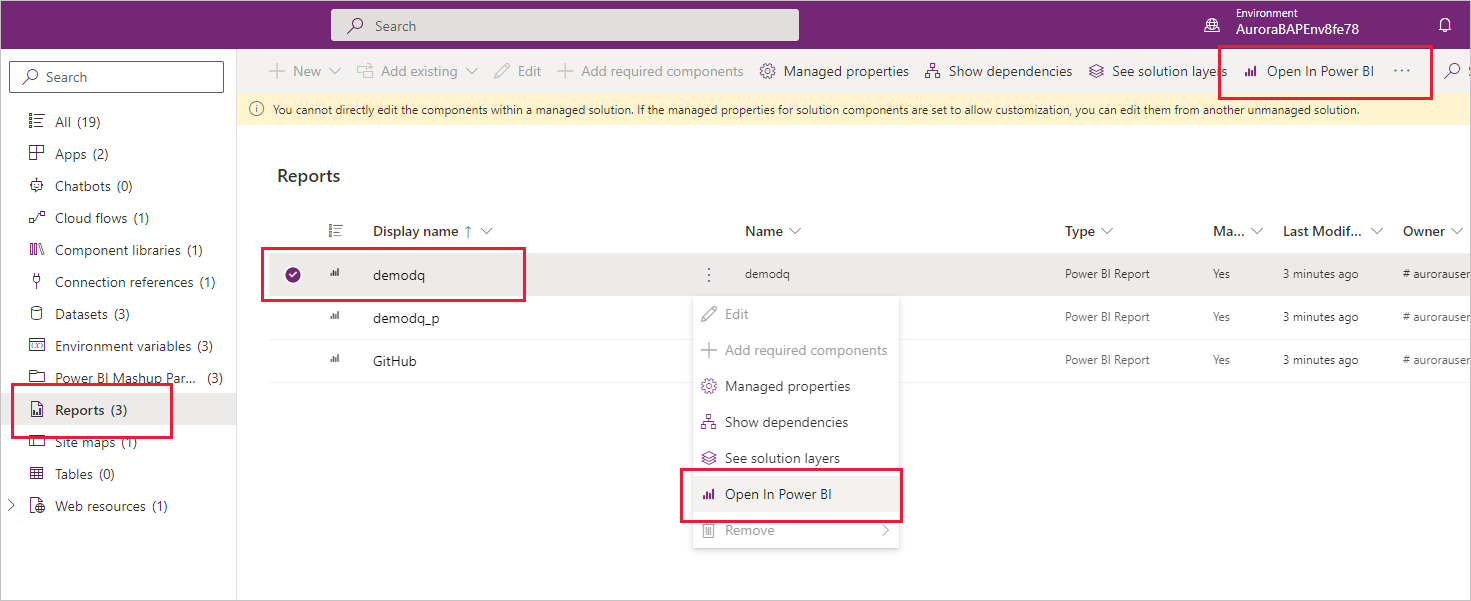 Search
Environment
AuroraBAPEnv8fe78
Search
New
Add existing
Edit
Add required components
Managed properties
Show dependencies
See solution layers
Open In Power BI
...
You cannot directly edit the components within a managed solution. If the managed properties for solution components are set to allow customization, you can edit them from another unmanaged solution.
All (19)
Apps (2)
Chatbots (0)
Cloud flows (1)
Component libraries (1)
Connection references (1)
Datasets (3)
Environment variables (3)
Power BI Mashup Par... (3)
Reports (3)
Site maps (1)
Tables (0)
Web resources (1)
Reports
Display name Name Type Ma... Last Modif... Owner
demodq demodq Power BI Report Yes 3 minutes ago # aurorauser
demodq_p Power BI Report Yes 3 minutes ago # aurorauser
GitHub Power BI Report Yes 3 minutes ago # aurorauser
Edit
Add required components
Managed properties
Show dependencies
See solution layers
Open In Power BI
Remove